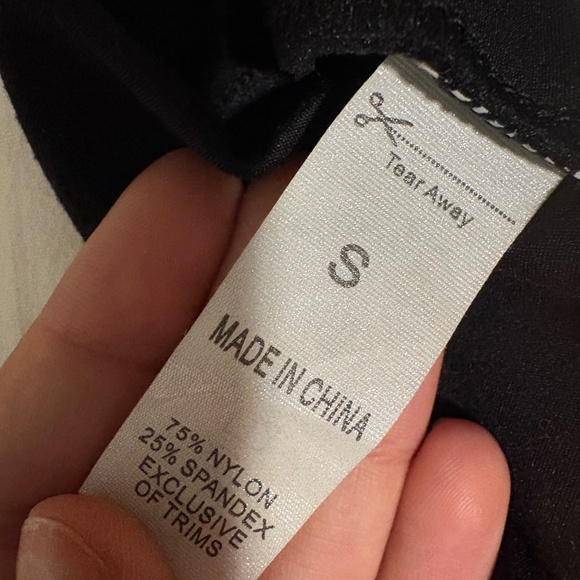 Tear Away
S
MADE IN CHINA
75% NYLON
25% SPANDEX
EXCLUSIVE
OF TRIMS